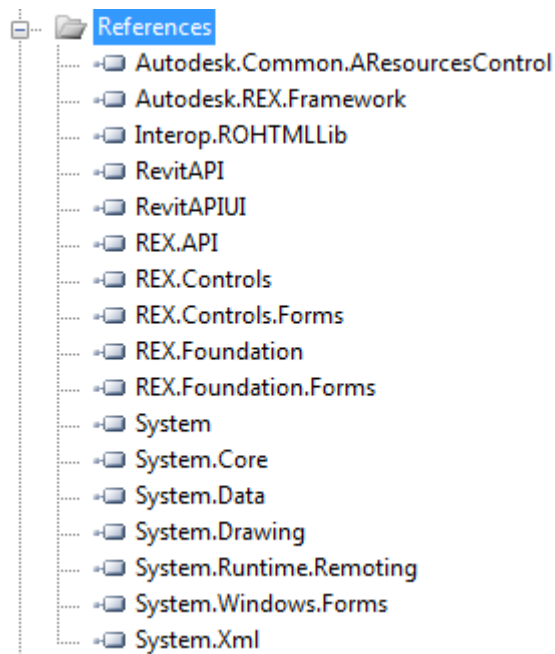 References
Autodesk.Common.AResourcesControl
Autodesk.REX.Framework
Interop.ROHTMLLib
RevitAPI
RevitAPIUI
REX.API
REX.Controls
REX.Controls.Forms
REX.Foundation
REX.Foundation.Forms
System
System.Core
System.Data
System.Drawing
System.Runtime.Remoting
System.Windows.Forms
System.Xml